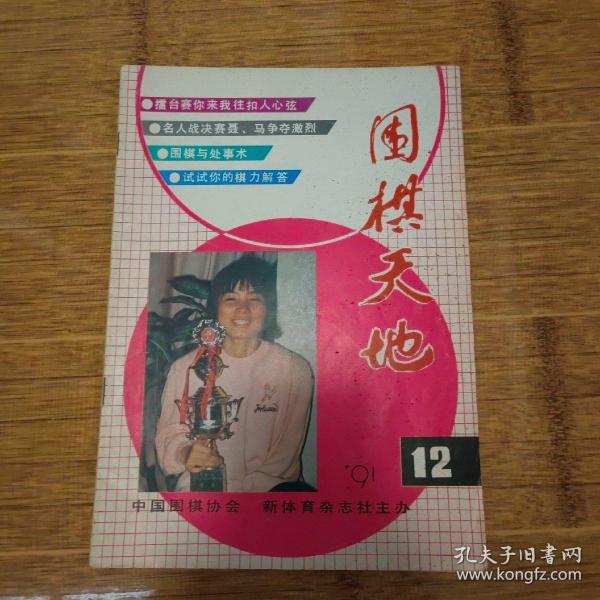 ●擂台赛你来我往扣人心弦
●名人战决赛聂、马争夺激烈
●围棋与处事术
●试试你的棋力解答
围棋天地
'91
12
中国围棋协会 新体育杂志社主办
孔夫子旧书网
www.kongfz.com